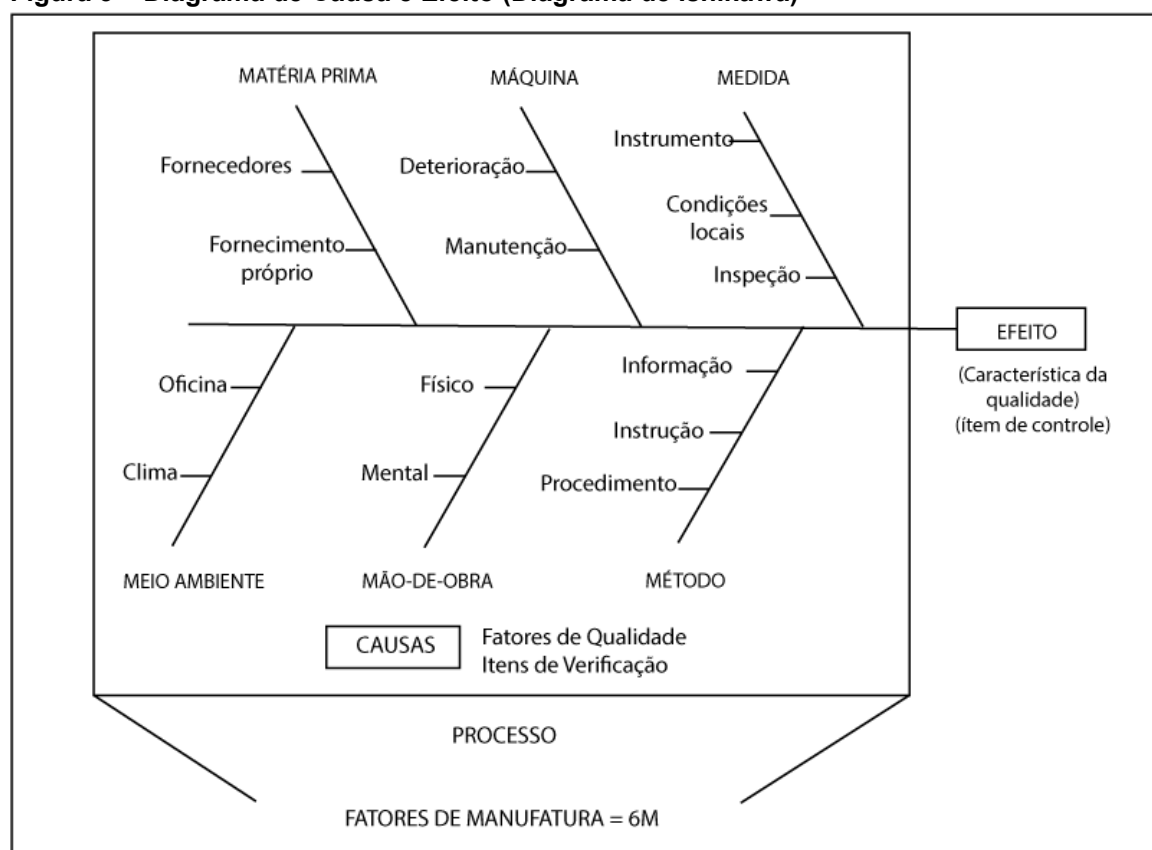 MATÉRIA PRIMA
MÁQUINA
MEDIDA
Fornecedores
Fornecimento
próprio
Deterioração
Manutenção
Instrumento
Condições
locais
Inspeção
EFEITO
(Característica da
qualidade)
(ítem de controle)
Oficina
Clima
Físico
Mental
Informação
Instrução
Procedimento
MEIO AMBIENTE
MÃO-DE-OBRA
MÉTODO
CAUSAS
Fatores de Qualidade
Itens de Verificação
PROCESSO
FATORES DE MANUFATURA = 6M